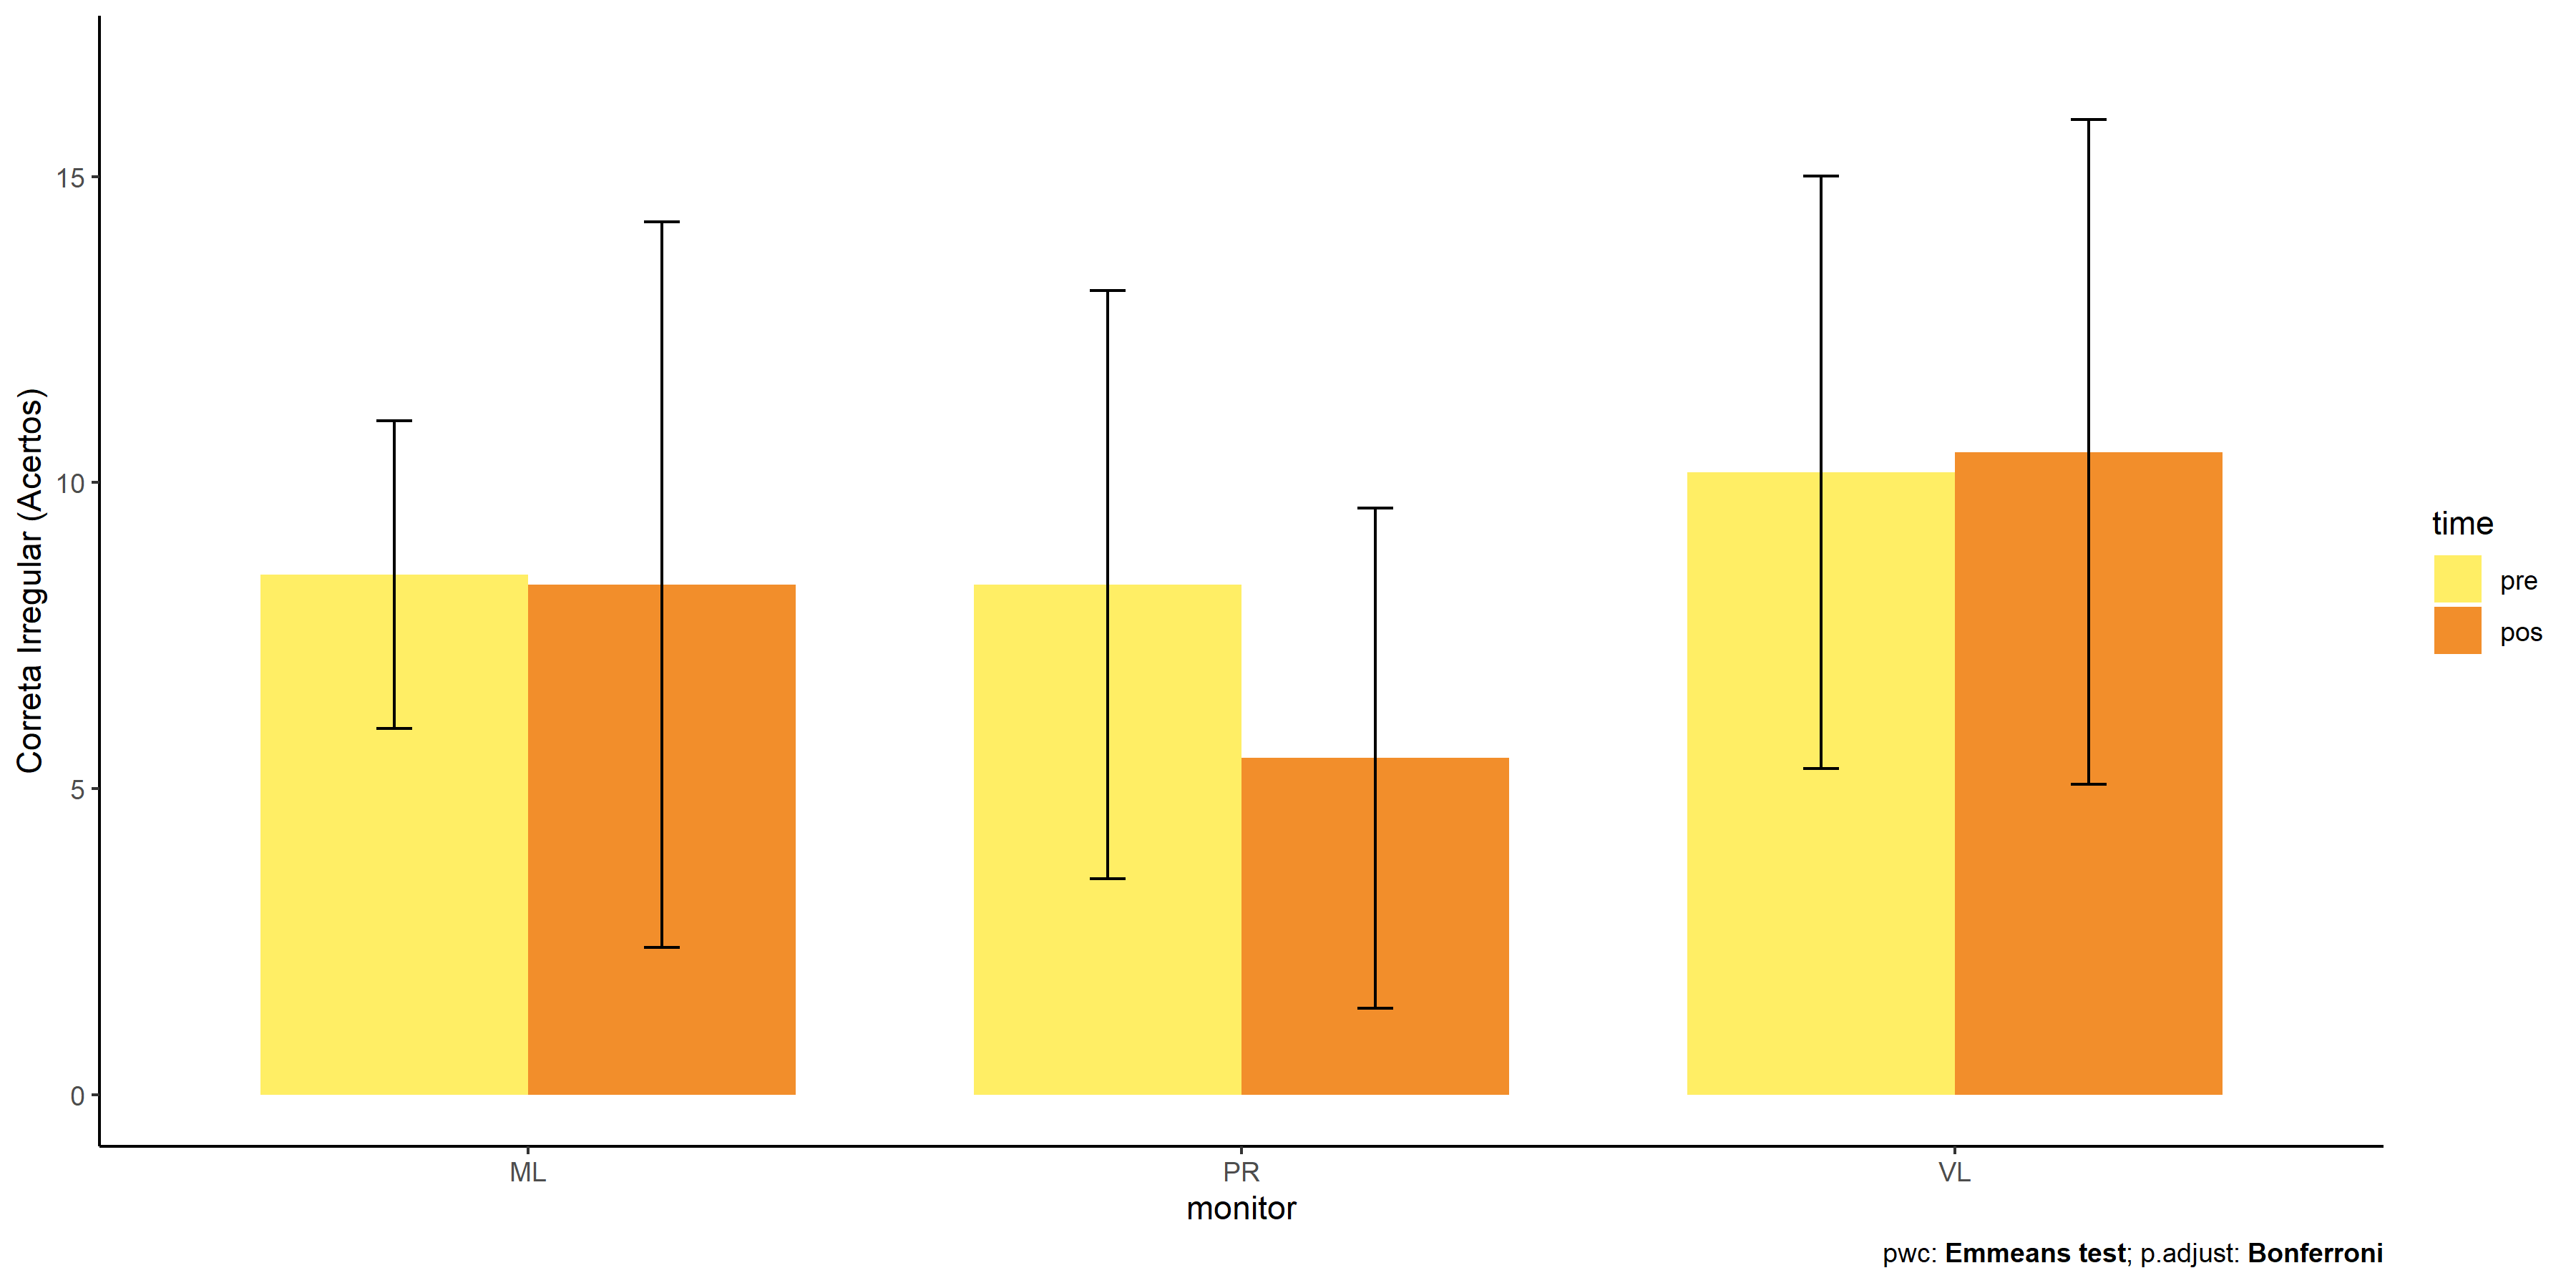 Correta Irregular (Acertos)
15
10
5
0
ML
PR
VL
monitor
time
pre
pos
pwc: Emmeans test; p.adjust: Bonferroni